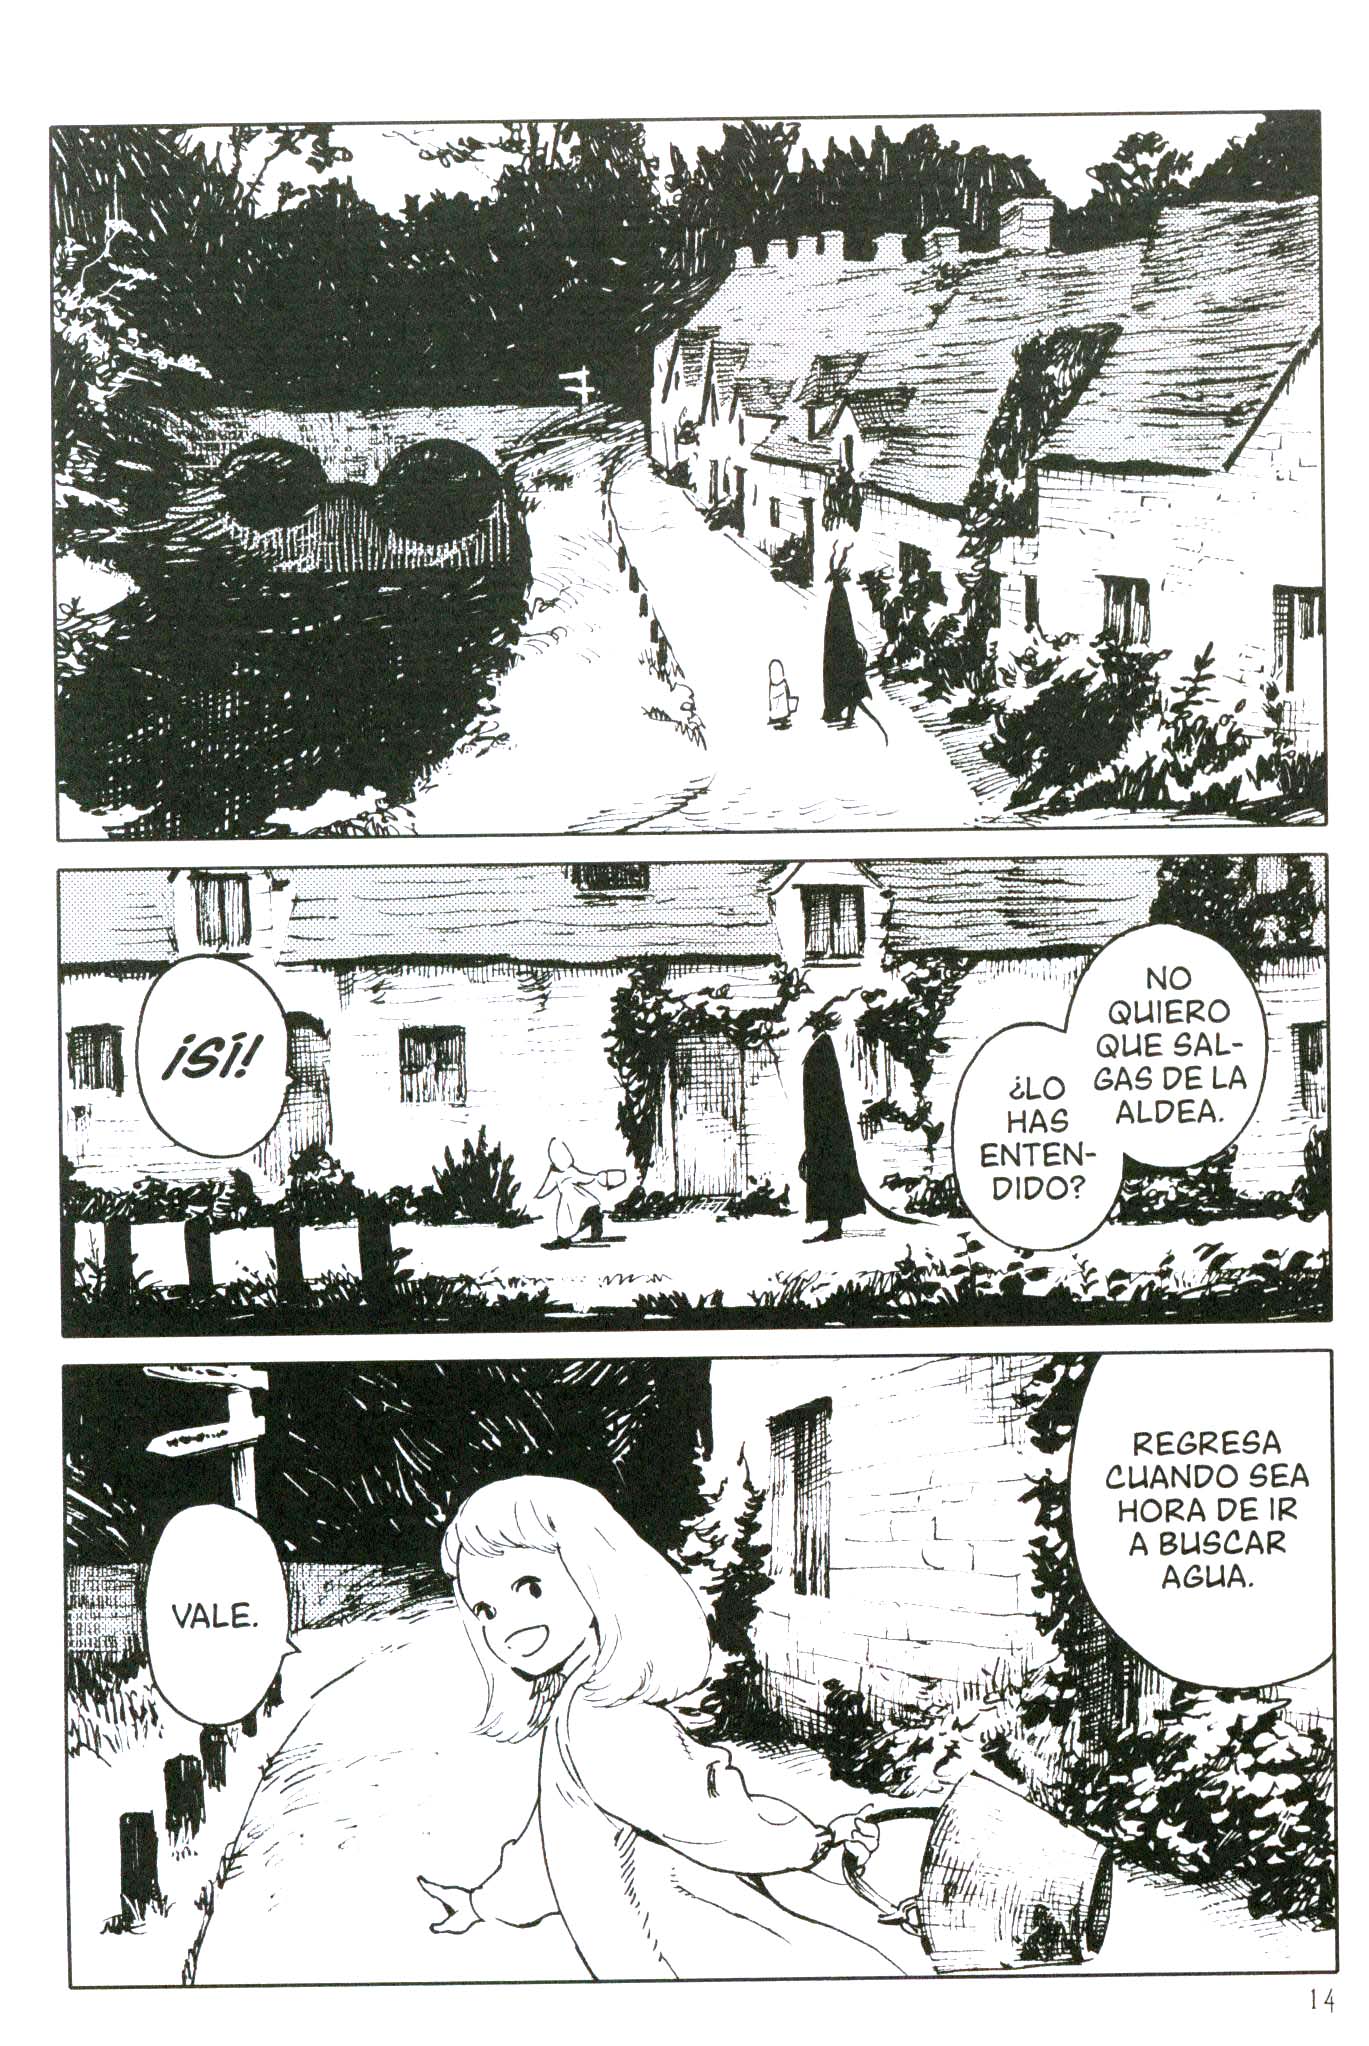 NO
QUIERO
QUE SAL-
GAS DE LA
ALDEA.
¿LO
HAS
ENTEN-
DIDO?
¡SÍ!
REGRESA
CUANDO SEA
HORA DE IR
A BUSCAR
AGUA.
VALE.
14